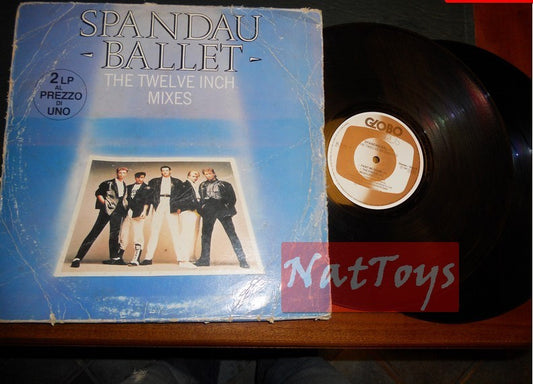 SPANDAU
- BALLET -
THE TWELVE INCH
MIXES
2 LP
AL
PREZZO
DI
UNO
GLOBO
NatToys